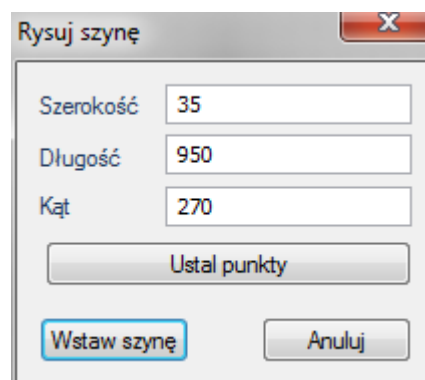 Rysuj szynę
Szerokość 35
Długość 950
Kąt 270
Ustal punkty
Wstaw szynę Anuluj